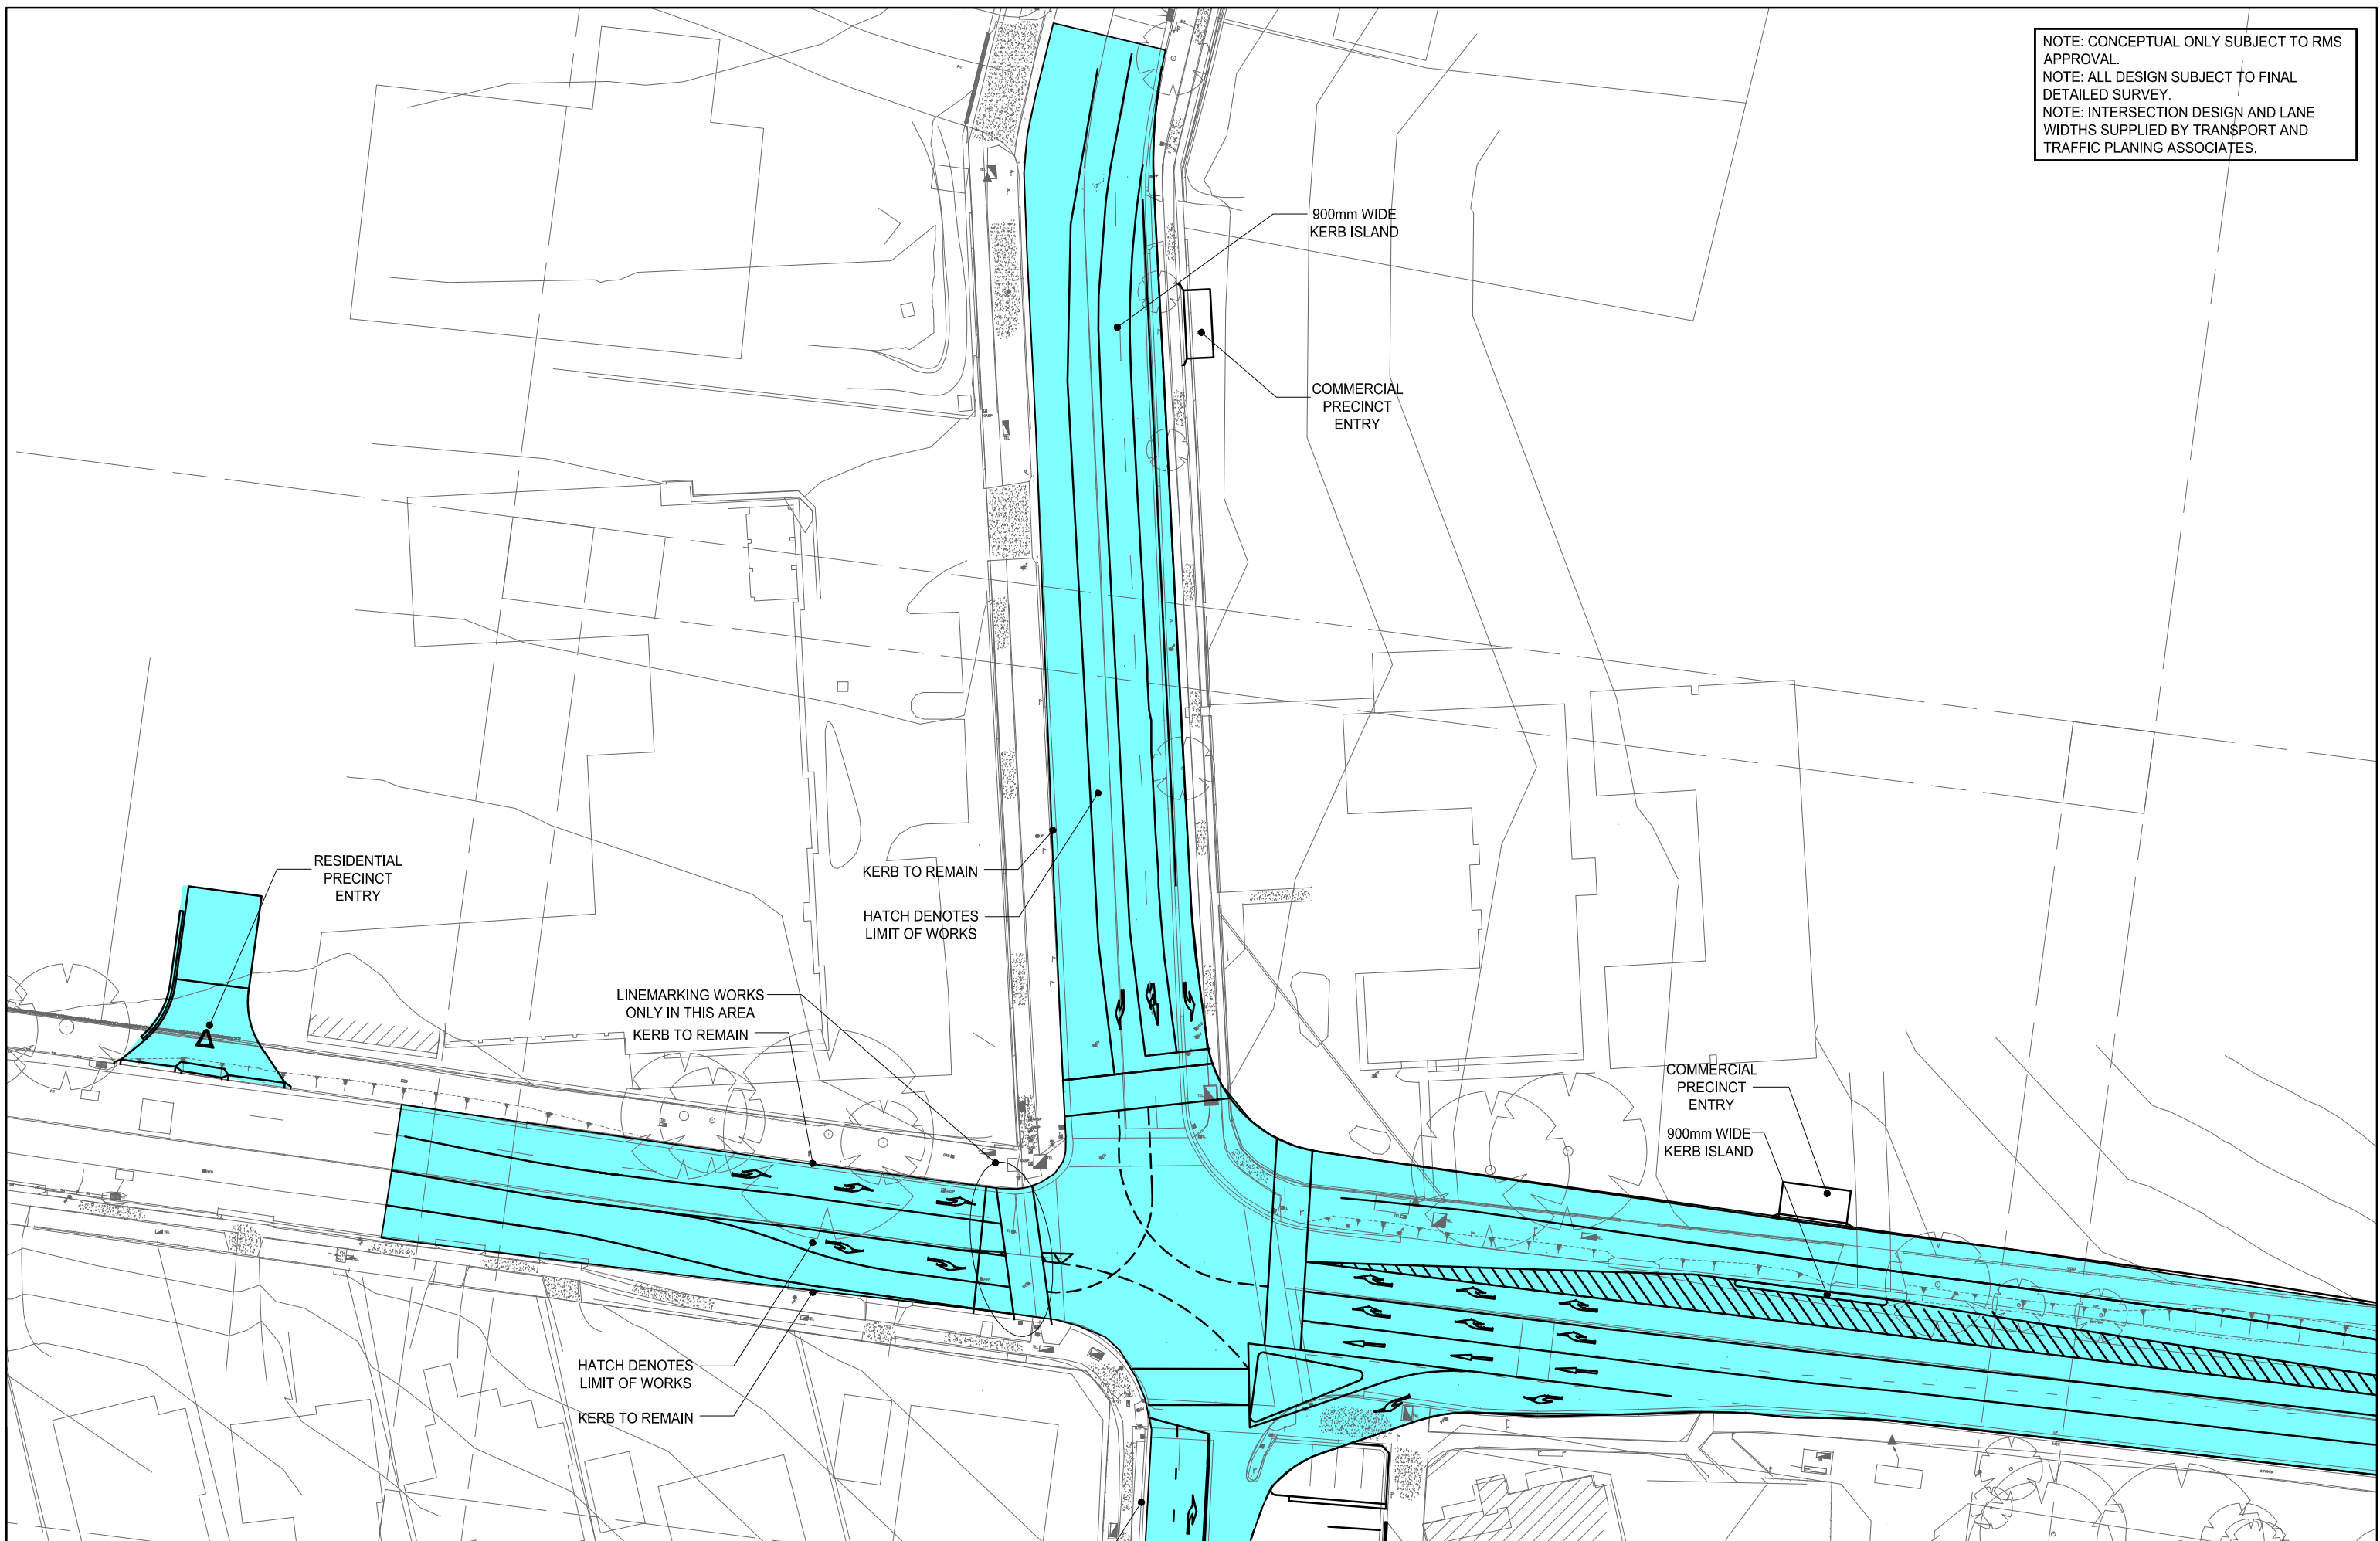 NOTE: CONCEPTUAL ONLY SUBJECT TO RMS
APPROVAL.
NOTE: ALL DESIGN SUBJECT TO FINAL
DETAILED SURVEY.
NOTE: INTERSECTION DESIGN AND LANE
WIDTHS SUPPLIED BY TRANSPORT AND
TRAFFIC PLANING ASSOCIATES.
900mm WIDE
KERB ISLAND
COMMERCIAL
PRECINCT
ENTRY
RESIDENTIAL
PRECINCT
ENTRY
KERB TO REMAIN
HATCH DENOTES
LIMIT OF WORKS
LINEMARKING WORKS
ONLY IN THIS AREA
KERB TO REMAIN
COMMERCIAL
PRECINCT
ENTRY
900mm WIDE
KERB ISLAND
HATCH DENOTES
LIMIT OF WORKS
KERB TO REMAIN